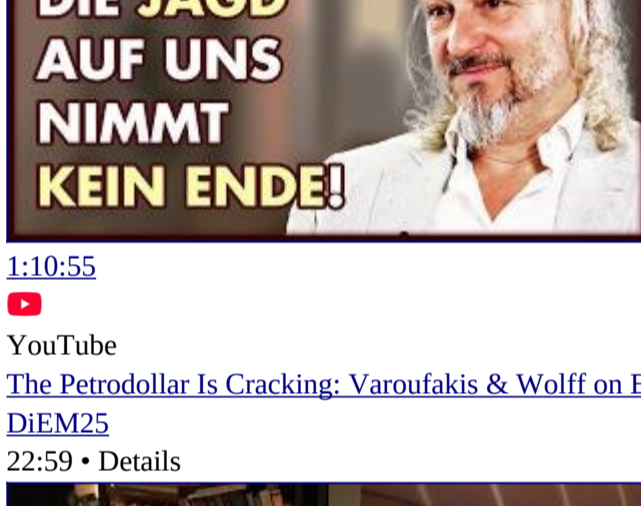 DIE JAGD
AUF UNS
NIMMT
KEIN ENDE!
1:10:55
YouTube
The Petrodollar Is Cracking: Varoufakis & Wolff on
DiEM25
22:59 • Details